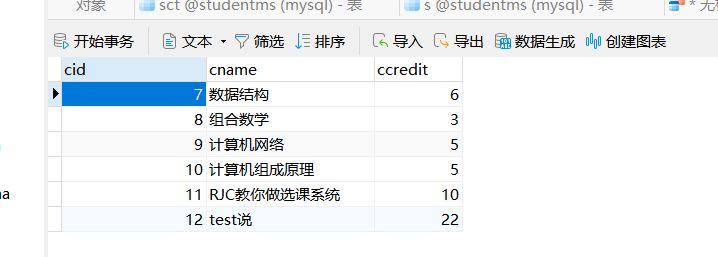 对象 sct @studentms (mysql) - 表 s @studentms (mysql) - 表
开始事务 文本 筛选 排序 导入 导出 数据生成 创建图表
cid cname ccredit
7 数据结构 6
8 组合数学 3
9 计算机网络 5
10 计算机组成原理 5
11 RJC教你做选课系统 10
12 test说 22